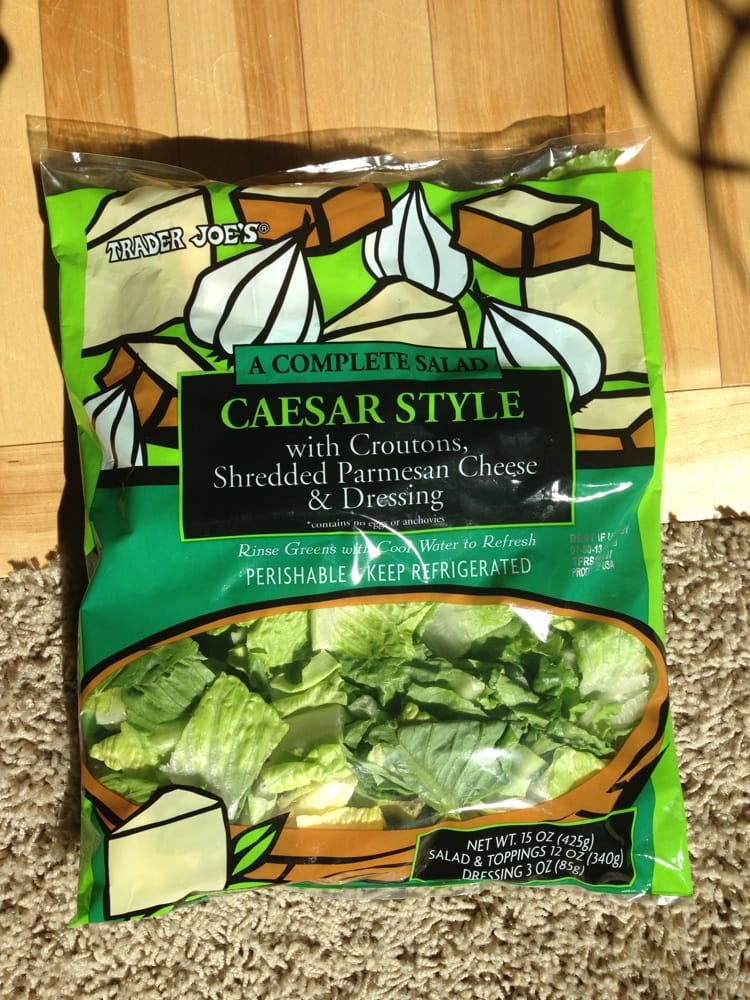 TRADER JOE'S®
A COMPLETE SALAD
CAESAR STYLE
with Croutons,
Shredded Parmesan Cheese
& Dressing
*contains no eggs or anchovies
Rinse Greens with Cool Water to Refresh
PERISHABLE KEEP REFRIGERATED
USA
NET WT. 15 OZ (425g)
SALAD & TOPPINGS 12 OZ (340g)
DRESSING 3 OZ (85g)